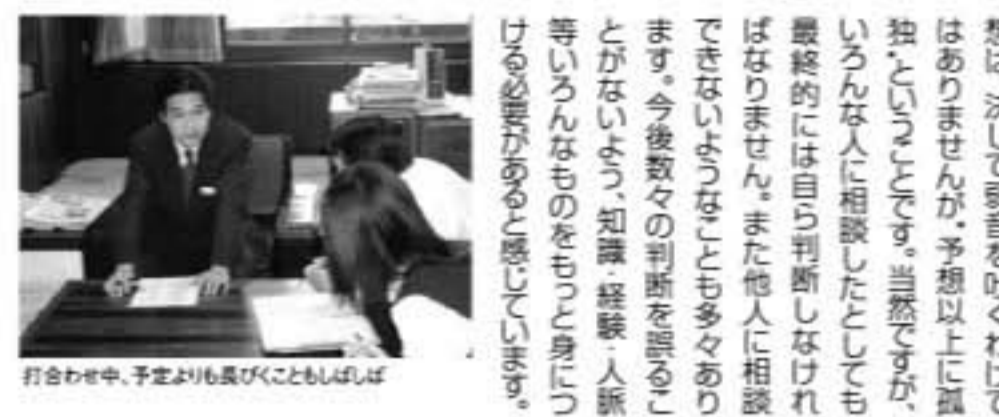 想は、決して弱音を吐くわけで
はありませんが、予想以上に孤
独、ということです。当然ですが、
いろんな人に相談したとしても
最終的には自ら判断しなけれ
ばなりません。また他人に相談
できないようなことも多々あり
ます。今後数々の判断を誤るこ
とがないよう、知識・経験・人脈
等いろんなものをもっと身につ
ける必要があると感じています。
打合わせ中、予定よりも長びくこともしばしば